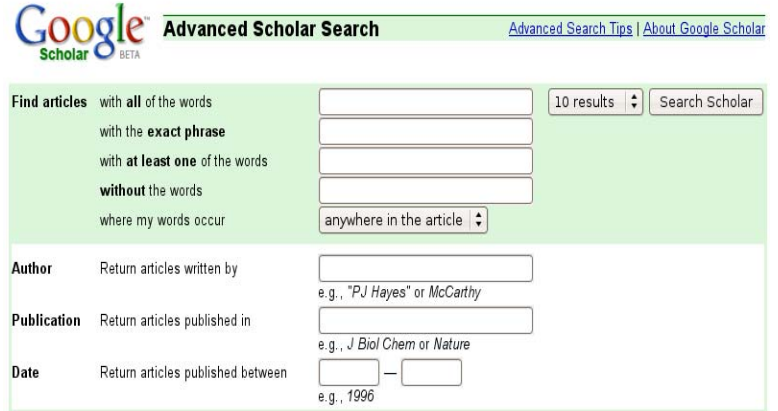 Google™ Advanced Scholar Search Advanced Search Tips | About Google Scholar
Scholar BETA
Find articles with all of the words 10 results Search Scholar
with the exact phrase
with at least one of the words
without the words
where my words occur anywhere in the article
Author Return articles written by
e.g., "PJ Hayes" or McCarthy
Publication Return articles published in
e.g., J Biol Chem or Nature
Date Return articles published between —
e.g., 1996